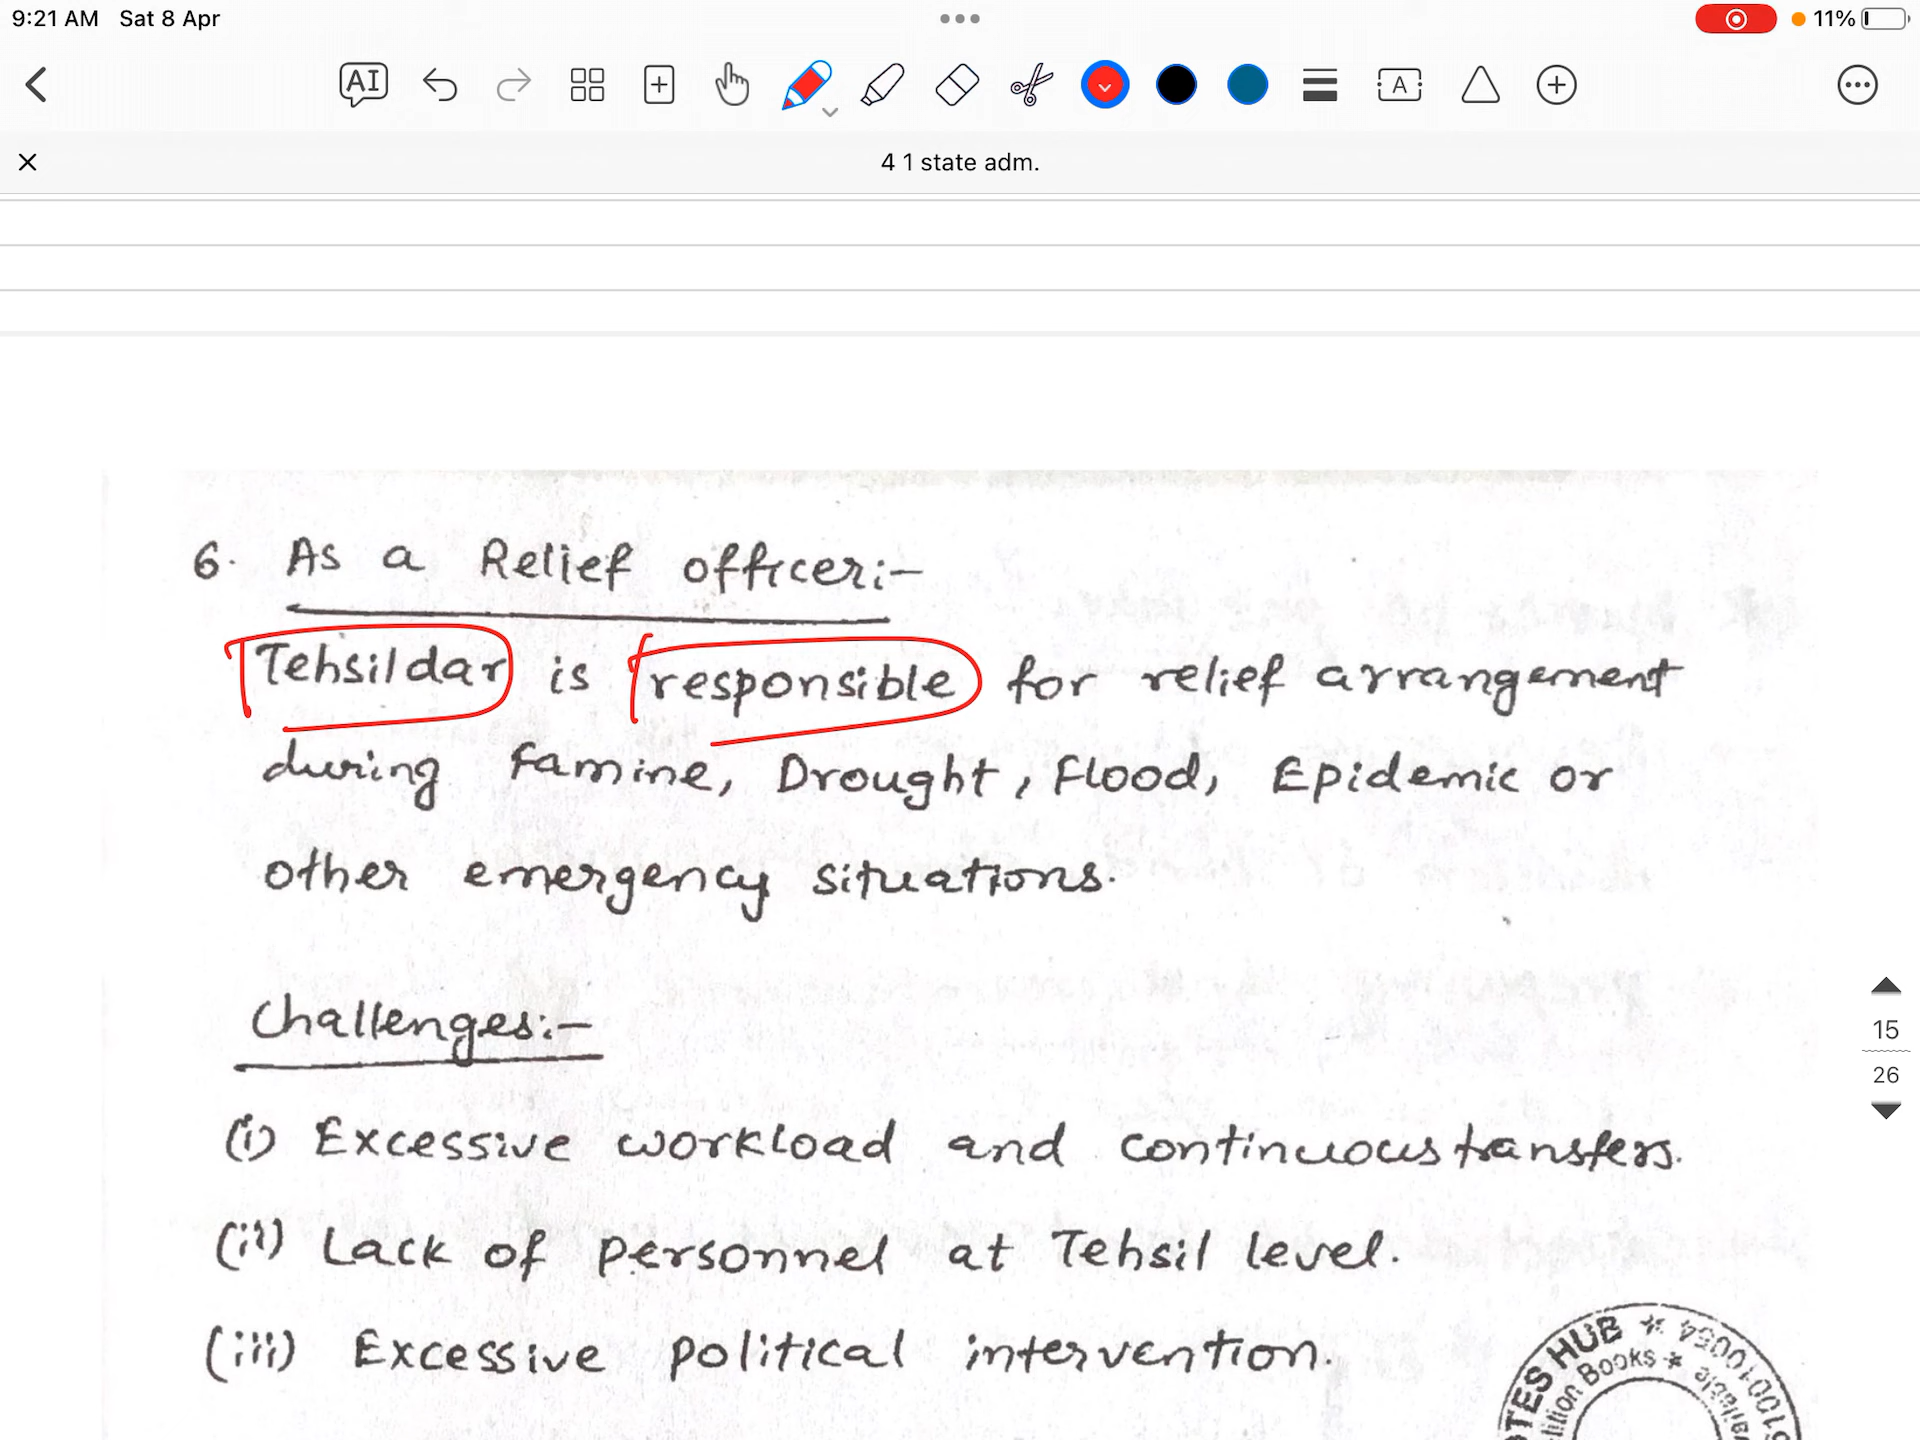 9:21 AM Sat 8 Apr
11%
AI
A
4 1 state adm.
6. As a Relief officer:-
Tehsildar is responsible for relief arrangement
during famine, Drought, Flood, Epidemic or
other emergency situations.
Challenges:-
15
26
(i) Excessive workload and continuous transfers.
(ii) Lack of personnel at Tehsil level.
(iii) Excessive political intervention.
HUB
Books